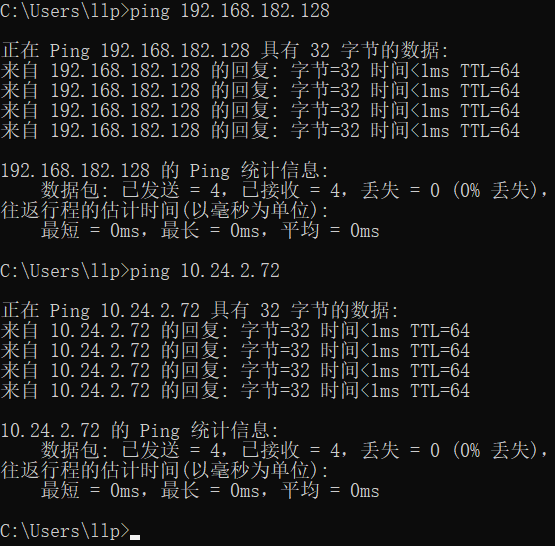 C:\Users\llp>ping 192.168.182.128
正在 Ping 192.168.182.128 具有 32 字节的数据:
来自 192.168.182.128 的回复: 字节=32 时间<1ms TTL=64
来自 192.168.182.128 的回复: 字节=32 时间<1ms TTL=64
来自 192.168.182.128 的回复: 字节=32 时间<1ms TTL=64
来自 192.168.182.128 的回复: 字节=32 时间<1ms TTL=64
192.168.182.128 的 Ping 统计信息:
数据包: 已发送 = 4，已接收 = 4，丢失 = 0 (0% 丢失)，
往返行程的估计时间(以毫秒为单位):
最短 = 0ms，最长 = 0ms，平均 = 0ms
C:\Users\llp>ping 10.24.2.72
正在 Ping 10.24.2.72 具有 32 字节的数据:
来自 10.24.2.72 的回复: 字节=32 时间<1ms TTL=64
来自 10.24.2.72 的回复: 字节=32 时间<1ms TTL=64
来自 10.24.2.72 的回复: 字节=32 时间<1ms TTL=64
来自 10.24.2.72 的回复: 字节=32 时间<1ms TTL=64
10.24.2.72 的 Ping 统计信息:
数据包: 已发送 = 4，已接收 = 4，丢失 = 0 (0% 丢失)，
往返行程的估计时间(以毫秒为单位):
最短 = 0ms，最长 = 0ms，平均 = 0ms
C:\Users\llp>